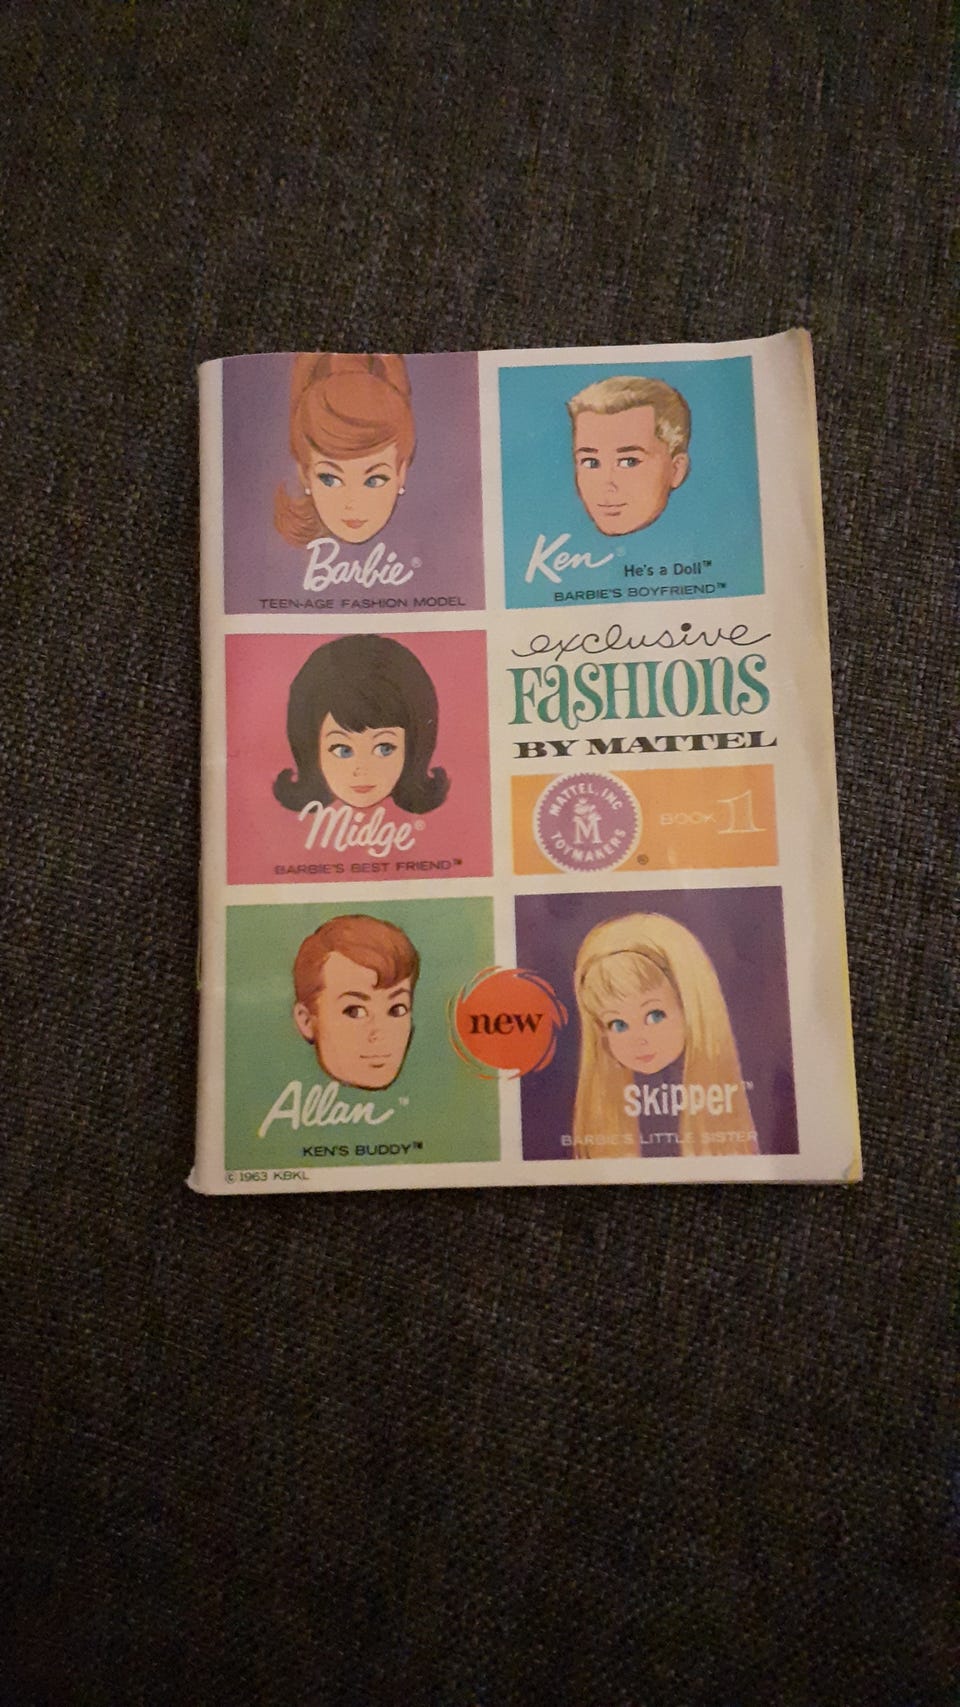 Barbie®
TEEN-AGE FASHION MODEL
Ken®
He's a Doll™
BARBIE'S BOYFRIEND™
exclusive
FASHIONS
BY MATTEL
Midge®
BARBIE'S BEST FRIEND™
MATTEL, INC
M
TOYMAKERS
®
BOOK 1
Allan™
KEN'S BUDDY™
new
Skipper™
BARBIE'S LITTLE SISTER
© 1963 KBKL